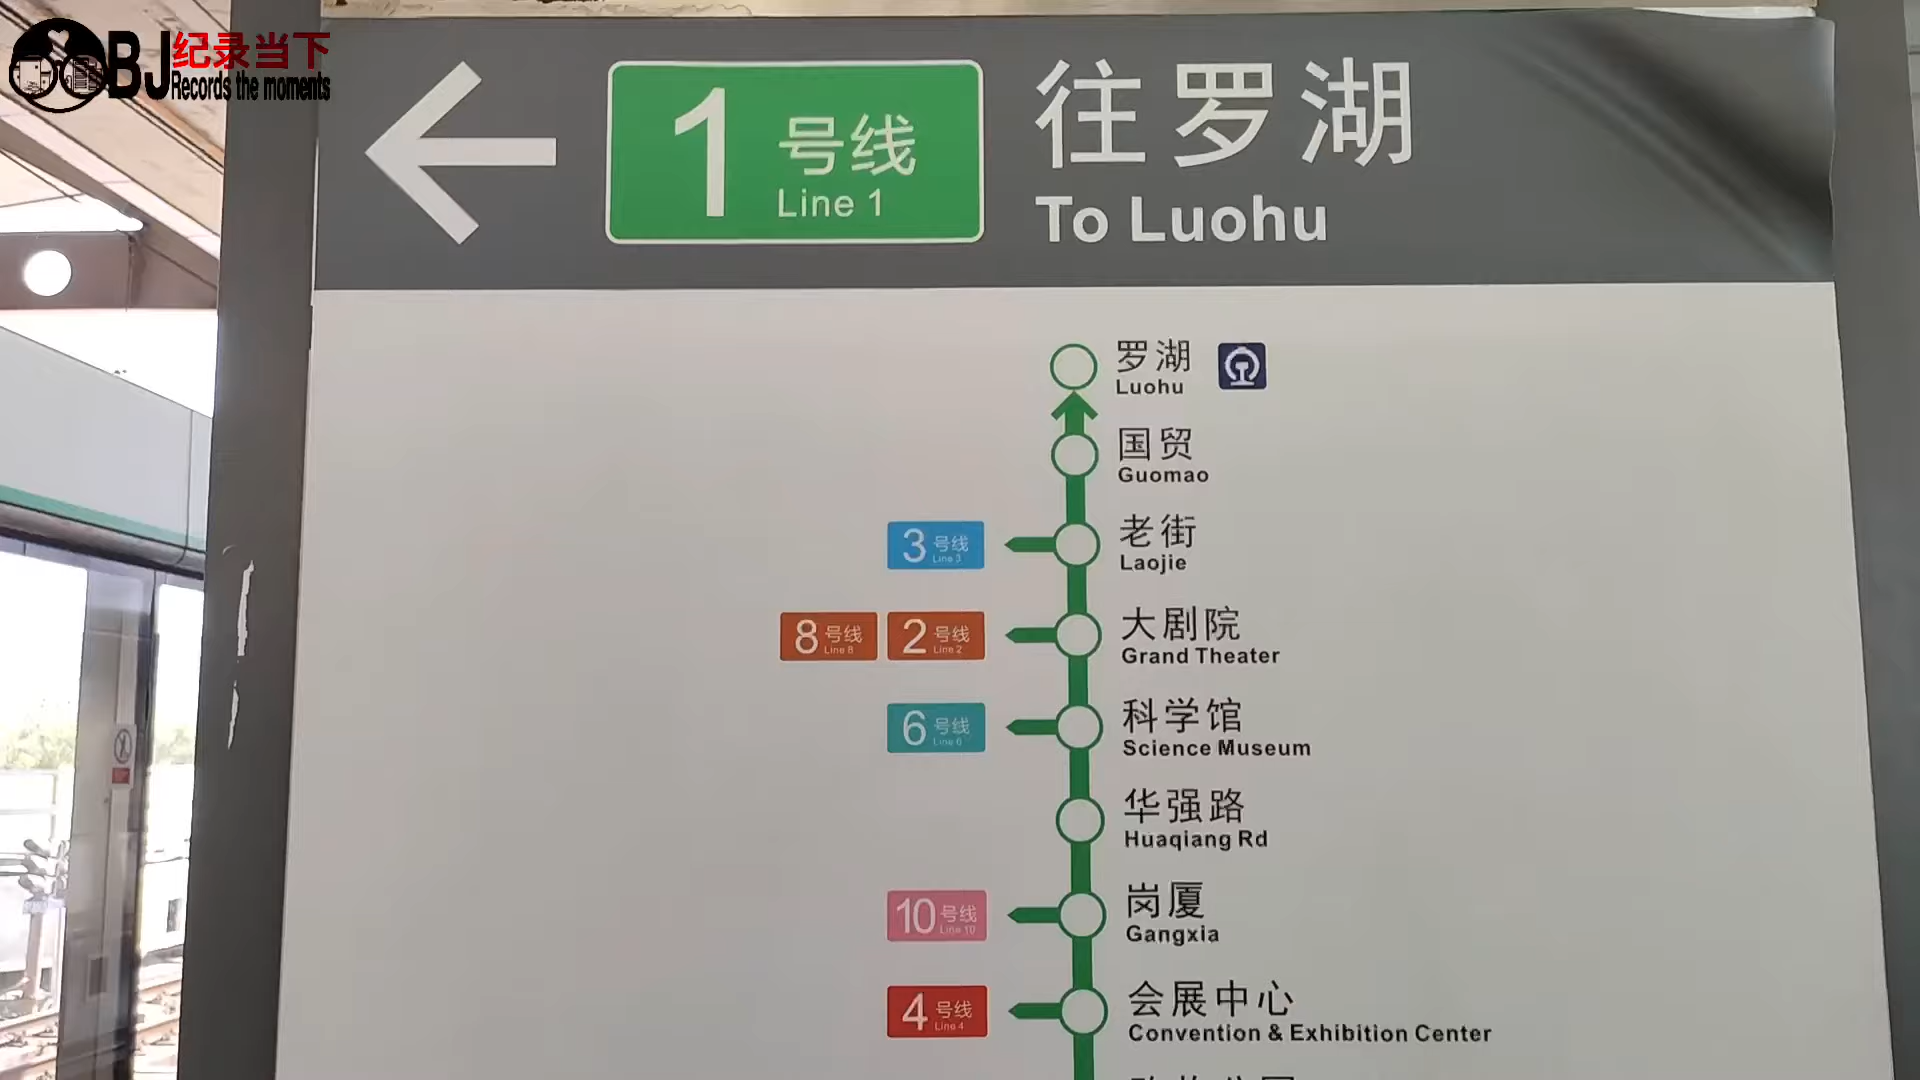 BJ纪录当下
Records the moments
1号线
Line 1
往罗湖
To Luohu
罗湖
Luohu
国贸
Guomao
3号线
Line 3
老街
Laojie
8号线
Line 8
2号线
Line 2
大剧院
Grand Theater
6号线
Line 6
科学馆
Science Museum
华强路
Huaqiang Rd
10号线
Line 10
岗厦
Gangxia
4号线
Line 4
会展中心
Convention & Exhibition Center